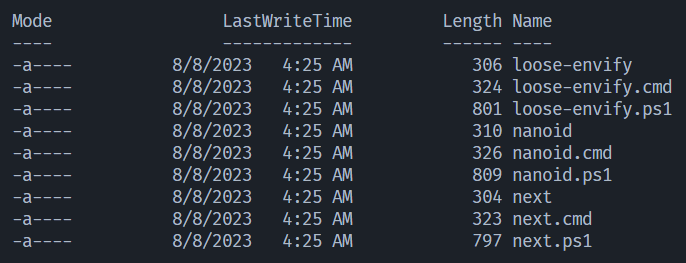 Mode                 LastWriteTime         Length Name
----                 -------------         ------ ----
-a----          8/8/2023   4:25 AM            306 loose-envify
-a----          8/8/2023   4:25 AM            324 loose-envify.cmd
-a----          8/8/2023   4:25 AM            801 loose-envify.ps1
-a----          8/8/2023   4:25 AM            310 nanoid
-a----          8/8/2023   4:25 AM            326 nanoid.cmd
-a----          8/8/2023   4:25 AM            809 nanoid.ps1
-a----          8/8/2023   4:25 AM            304 next
-a----          8/8/2023   4:25 AM            323 next.cmd
-a----          8/8/2023   4:25 AM            797 next.ps1